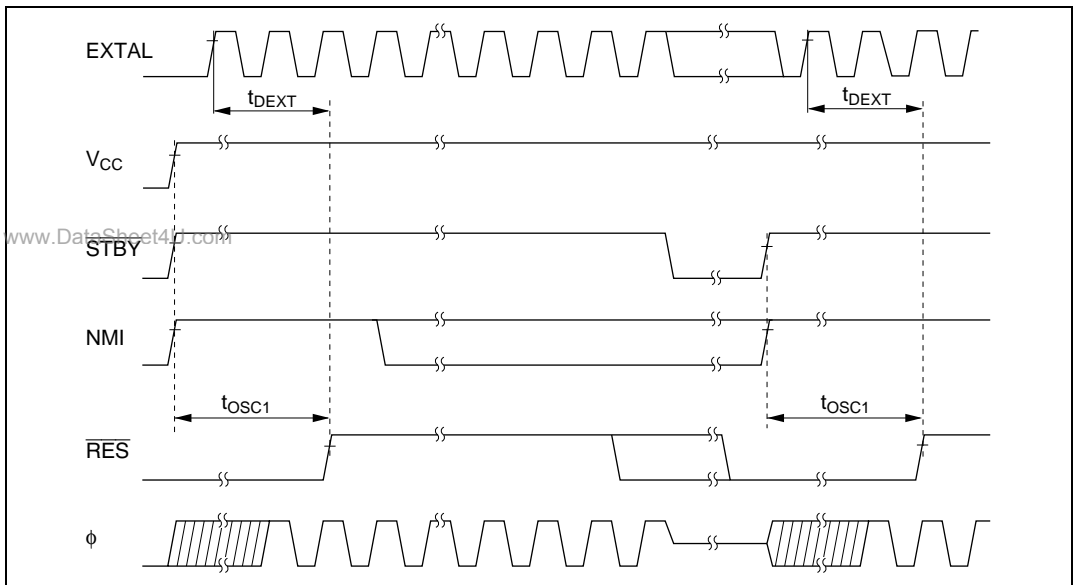 EXTAL
tDEXT tDEXT
VCC
www.DataSheet4U.com
STBY
NMI
tOSC1 tOSC1
RES
ϕ